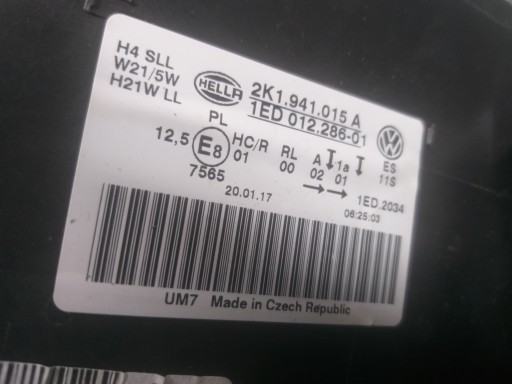 H4 SLL
W21/5W
H21W LL
HELLA
2K1.941.015 A
1ED 012.286-01
PL
12,5 E8 HC/R RL A 1a ES
01 00 02 01 11S
7565
20.01.17
1ED.2034
06:25:03
UM7 Made in Czech Republic